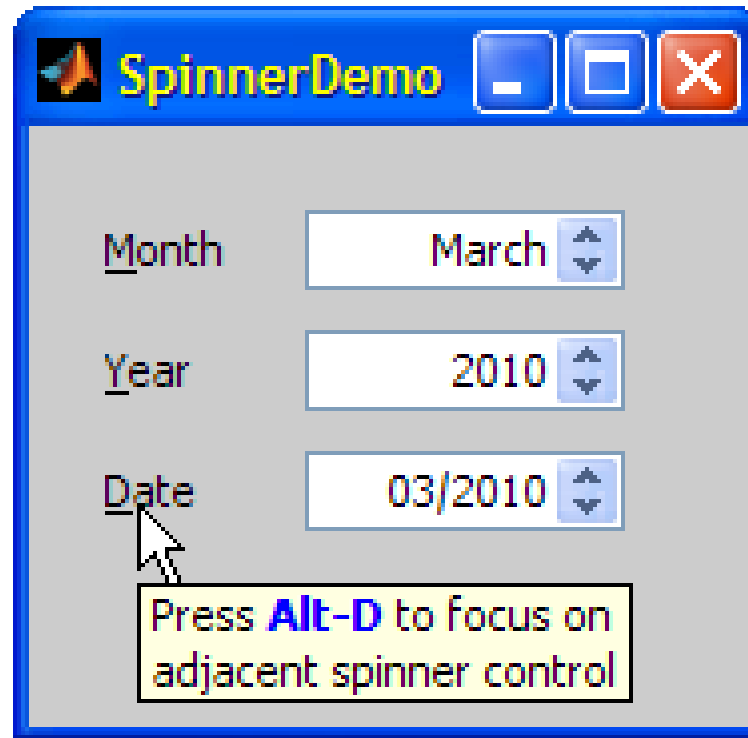 SpinnerDemo
Month March
Year 2010
Date 03/2010
Press Alt-D to focus on
adjacent spinner control